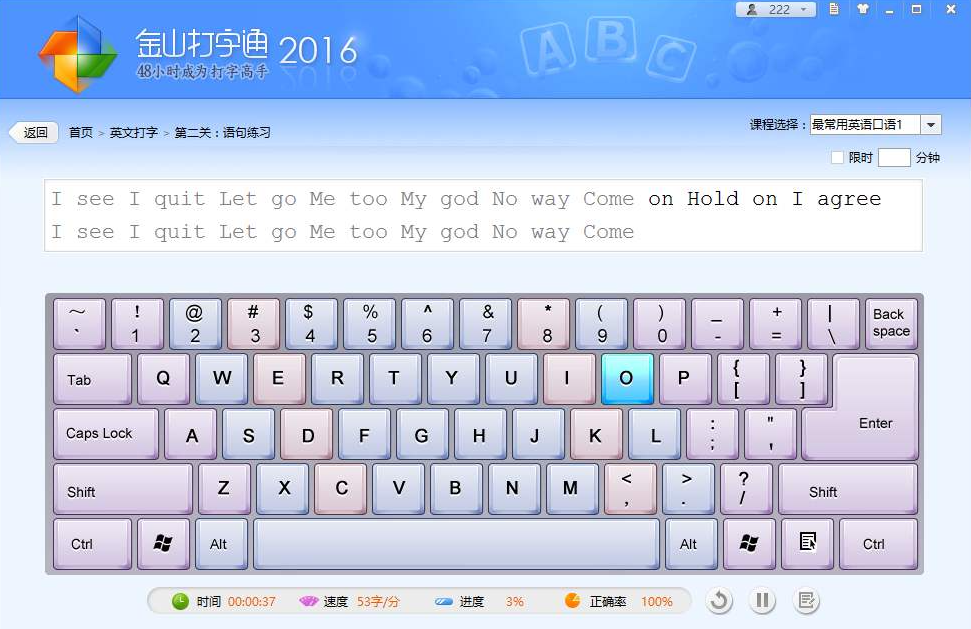 222
金山打字通 2016
48小时成为打字高手
A B C
返回 首页 > 英文打字 > 第二关：语句练习
课程选择： 最常用英语口语1
限时 分钟
I see I quit Let go Me too My god No way Come on Hold on I agree
I see I quit Let go Me too My god No way Come
~ ! @ # $ % ^ & * ( ) _ + | Back
` 1 2 3 4 5 6 7 8 9 0 - = \ space
Tab Q W E R T Y U I O P { [ } ]
Caps Lock A S D F G H J K L : ; " , Enter
Shift Z X C V B N M < , > . ? / Shift
Ctrl Alt Alt Ctrl
时间 00:00:37 速度 53字/分 进度 3% 正确率 100%